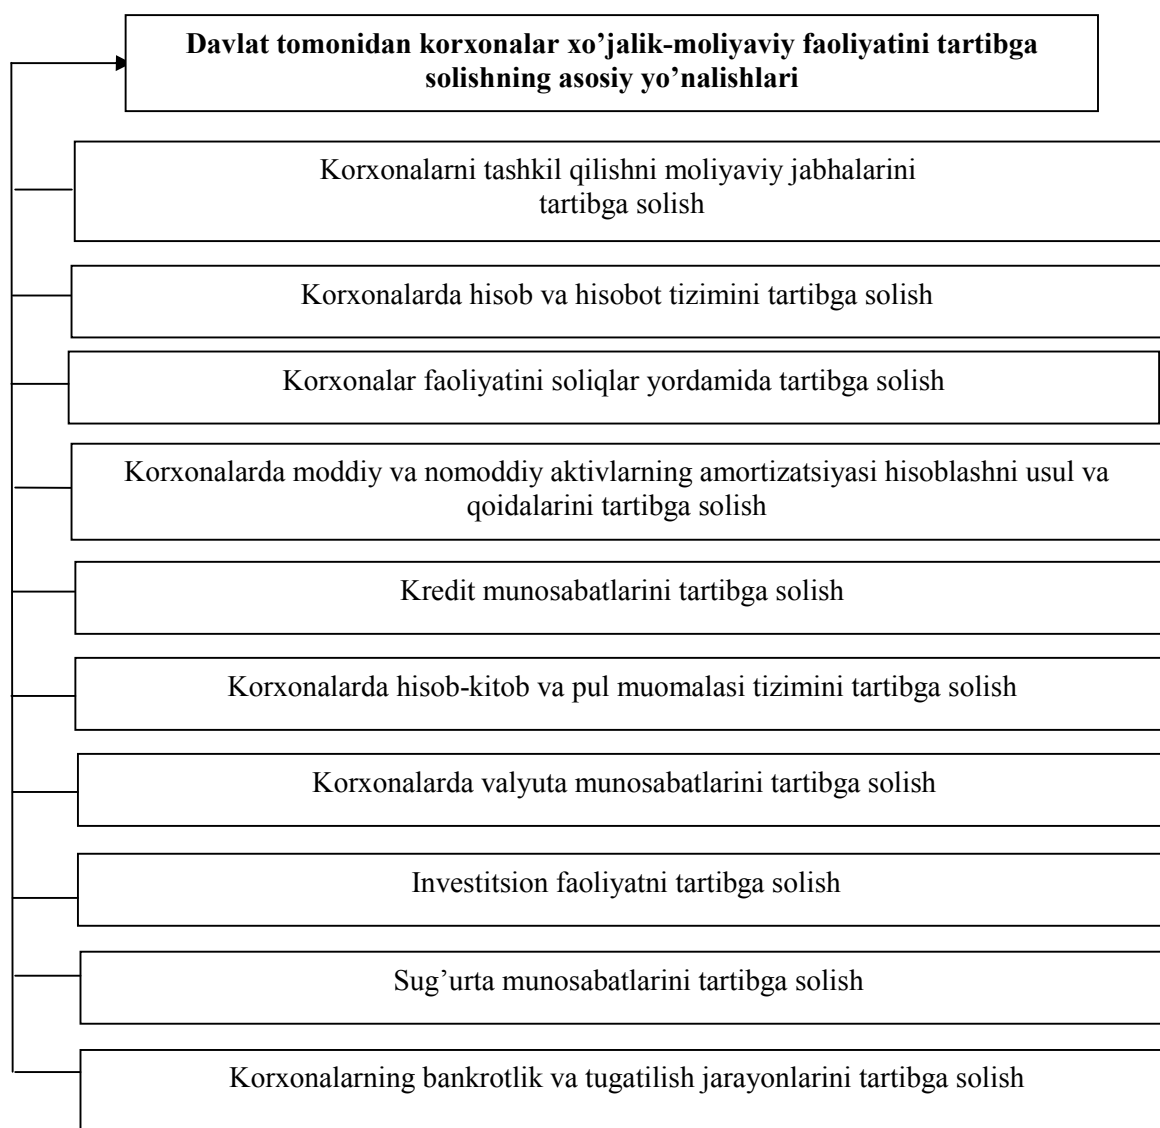 Davlat tomonidan korxonalar xo’jalik-moliyaviy faoliyatini tartibga
solishning asosiy yo’nalishlari
Korxonalarni tashkil qilishni moliyaviy jabhalarini
tartibga solish
Korxonalarda hisob va hisobot tizimini tartibga solish
Korxonalar faoliyatini soliqlar yordamida tartibga solish
Korxonalarda moddiy va nomoddiy aktivlarning amortizatsiyasi hisoblashni usul va
qoidalarini tartibga solish
Kredit munosabatlarini tartibga solish
Korxonalarda hisob-kitob va pul muomalasi tizimini tartibga solish
Korxonalarda valyuta munosabatlarini tartibga solish
Investitsion faoliyatni tartibga solish
Sug’urta munosabatlarini tartibga solish
Korxonalarning bankrotlik va tugatilish jarayonlarini tartibga solish